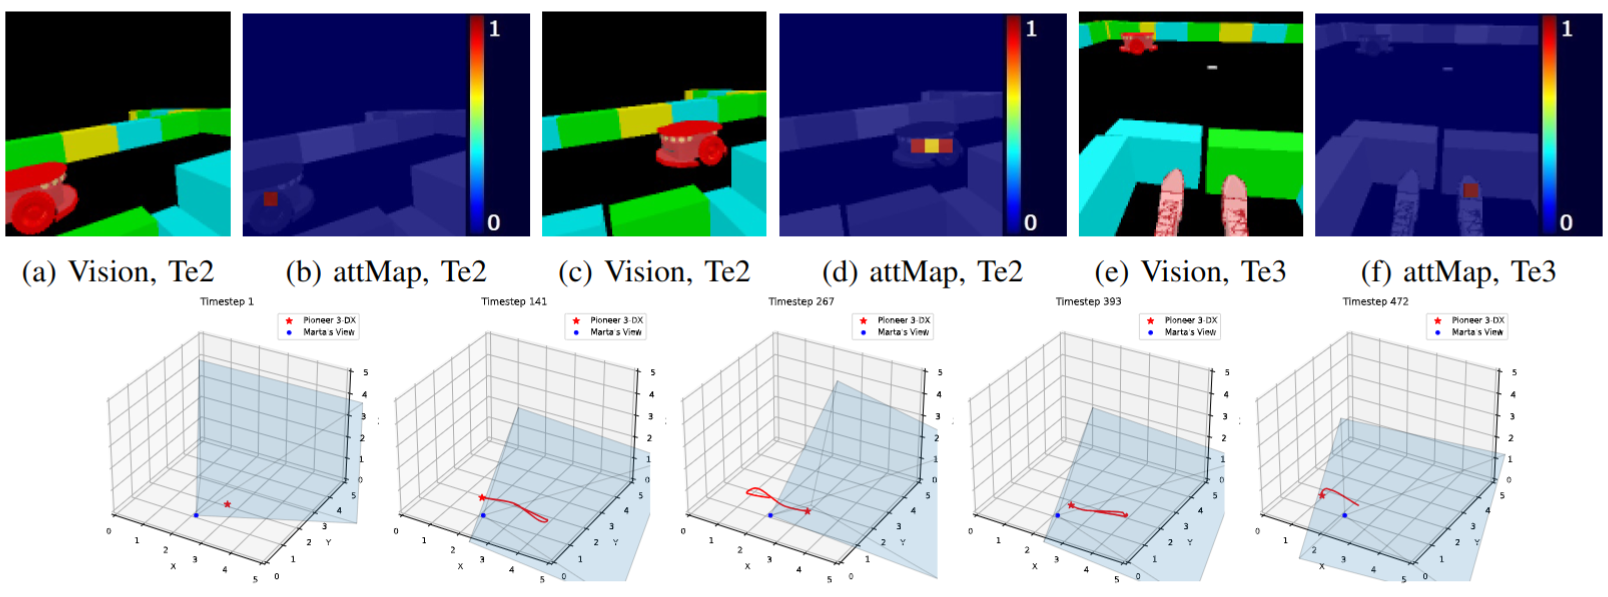 1
0
1
0
1
0
(a) Vision, Te2
(b) attMap, Te2
(c) Vision, Te2
(d) attMap, Te2
(e) Vision, Te3
(f) attMap, Te3
Timestep 1
Pioneer 3-DX
Marta's View
0 1 2 3 4 5
X
0 1 2 3 4 5
Y
0 1 2 3 4 5
Timestep 141
Pioneer 3-DX
Marta's View
0 1 2 3 4 5
X
0 1 2 3 4 5
Y
0 1 2 3 4 5
Timestep 267
Pioneer 3-DX
Marta's View
0 1 2 3 4 5
X
0 1 2 3 4 5
Y
0 1 2 3 4 5
Timestep 393
Pioneer 3-DX
Marta's View
0 1 2 3 4 5
X
0 1 2 3 4 5
Y
0 1 2 3 4 5
Timestep 472
Pioneer 3-DX
Marta's View
0 1 2 3 4 5
X
0 1 2 3 4 5
Y
0 1 2 3 4 5